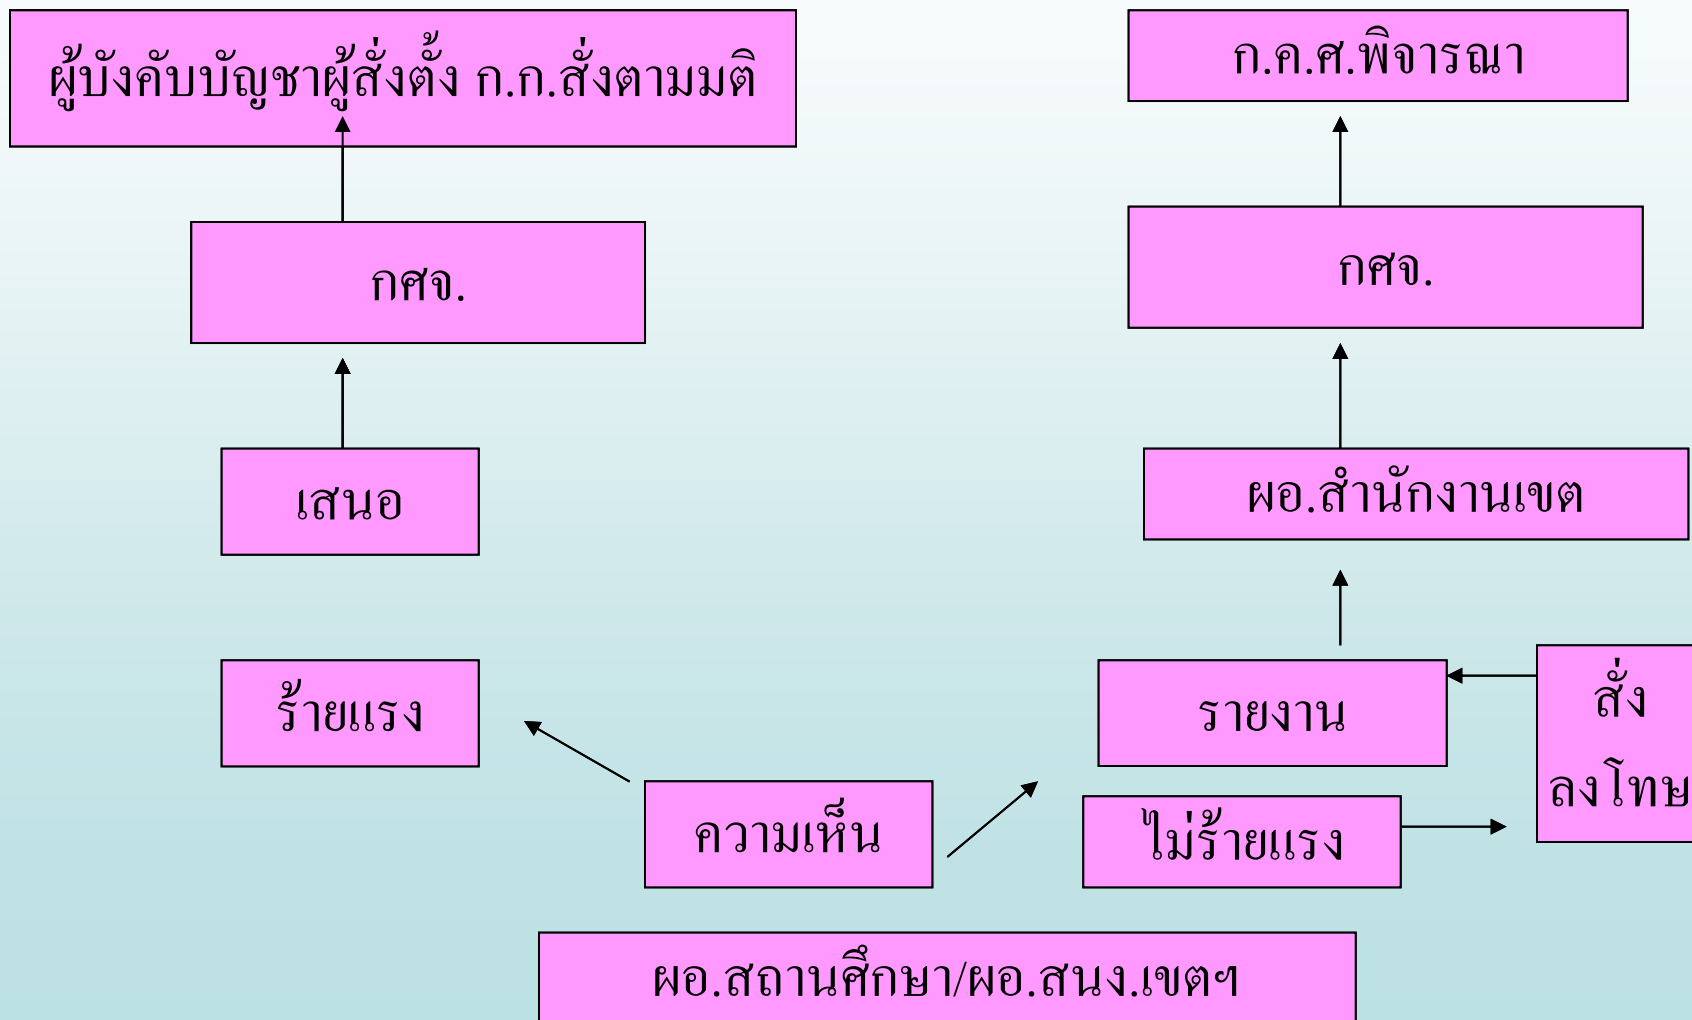 ผู้บังคับบัญชาผู้สั่งตั้ง ก.ก.สั่งตามมติ
ก.ค.ศ.พิจารณา
กศจ.
กศจ.
เสนอ
ผอ.สำนักงานเขต
ร้ายแรง
รายงาน
สั่ง
ลงโทษ
ความเห็น
ไม่ร้ายแรง
ผอ.สถานศึกษา/ผอ.สนง.เขตฯ